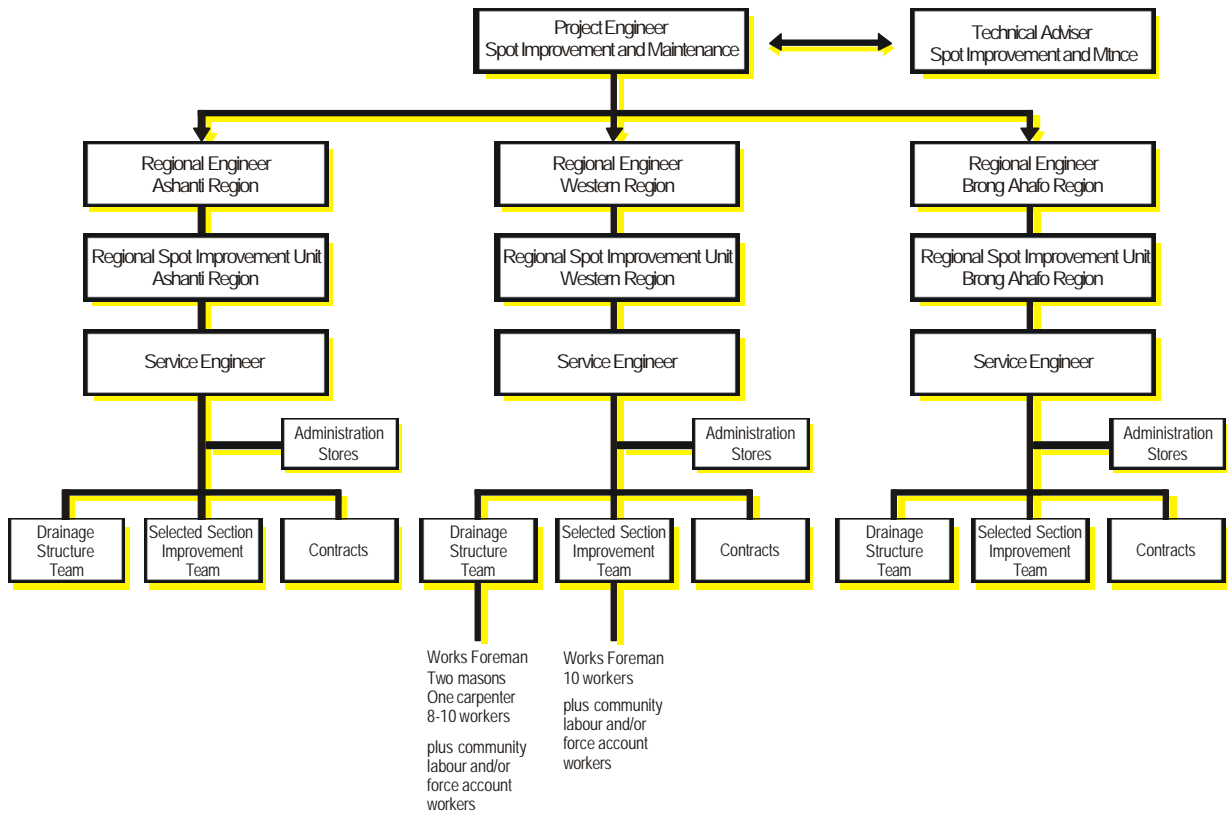 Project Engineer
Spot Improvement and Maintenance
Technical Adviser
Spot Improvement and Mtnce
Regional Engineer
Ashanti Region
Regional Engineer
Western Region
Regional Engineer
Brong Ahafo Region
Regional Spot Improvement Unit
Ashanti Region
Regional Spot Improvement Unit
Western Region
Regional Spot Improvement Unit
Brong Ahafo Region
Service Engineer
Service Engineer
Service Engineer
Administration
Stores
Administration
Stores
Administration
Stores
Drainage
Structure
Team
Selected Section
Improvement
Team
Contracts
Drainage
Structure
Team
Selected Section
Improvement
Team
Contracts
Drainage
Structure
Team
Selected Section
Improvement
Team
Contracts
Works Foreman
Two masons
One carpenter
8-10 workers
plus community
labour and/or
force account
workers
Works Foreman
10 workers
plus community
labour and/or
force account
workers